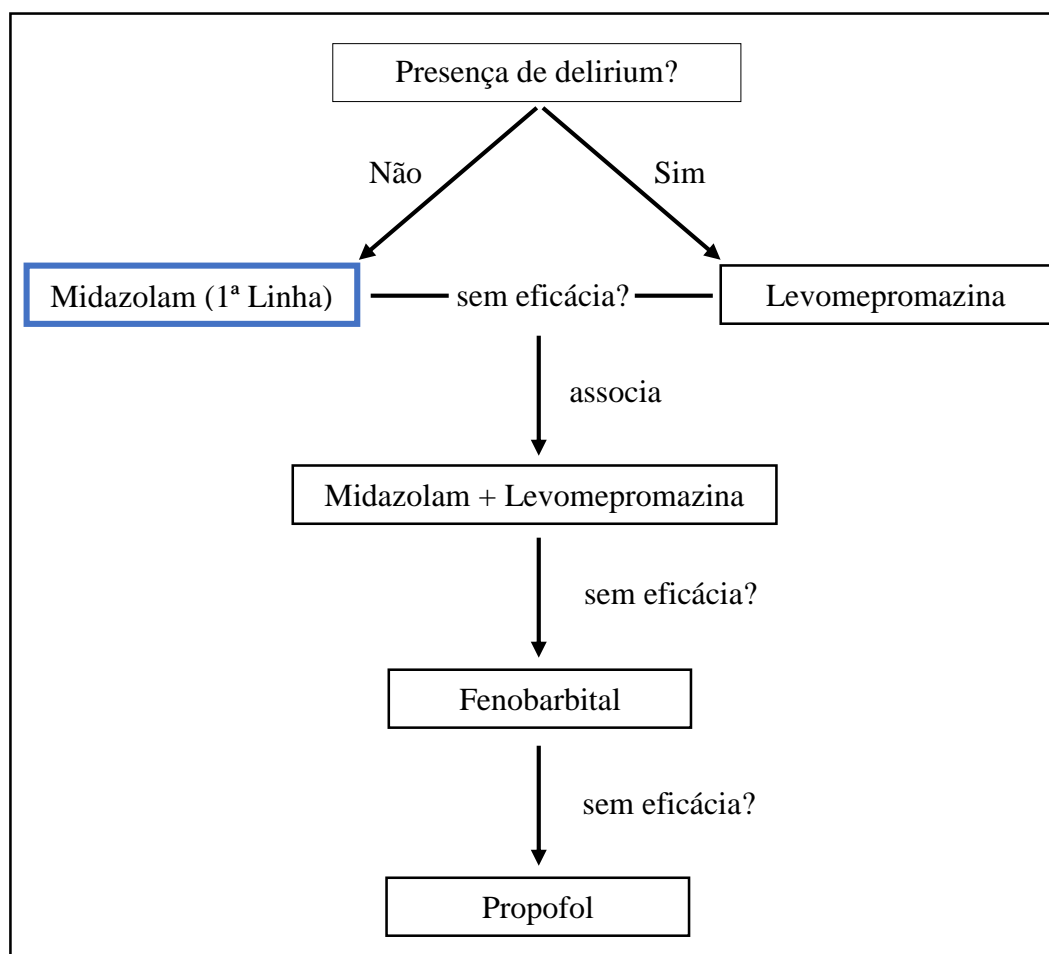 Presença de delirium?
Não
Sim
Midazolam (1ª Linha)
sem eficácia?
Levomepromazina
associa
Midazolam + Levomepromazina
sem eficácia?
Fenobarbital
sem eficácia?
Propofol